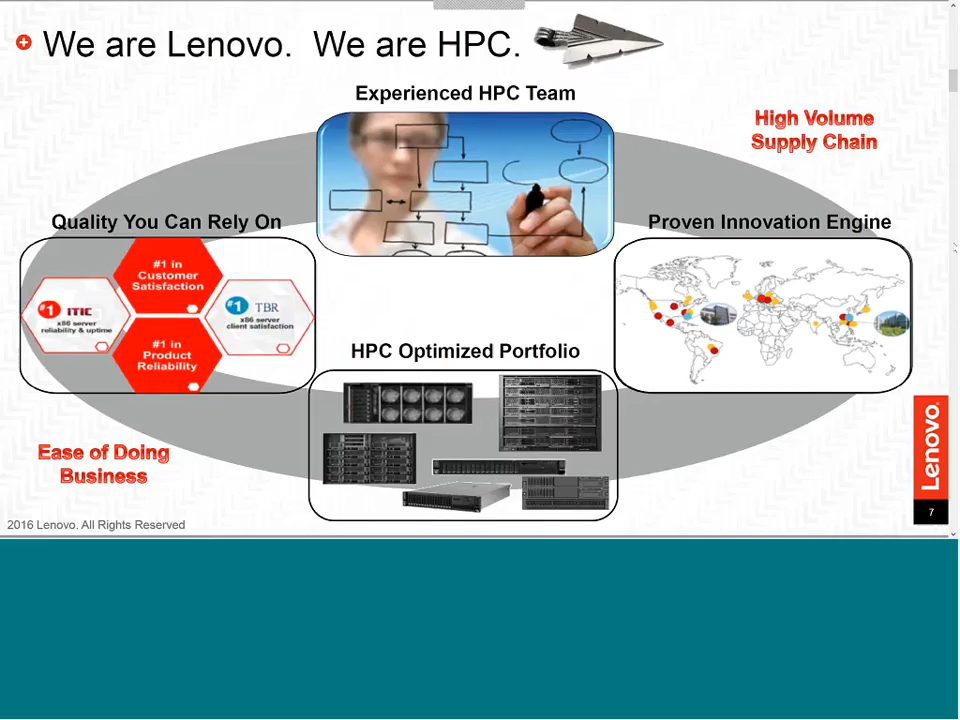 We are Lenovo. We are HPC.
Experienced HPC Team
High Volume
Supply Chain
Quality You Can Rely On
Proven Innovation Engine
#1 in
Customer
Satisfaction
#1 ITIC
x86 server
reliability & uptime
#1 TBR
x86 server
client satisfaction
#1 in
Product
Reliability
HPC Optimized Portfolio
Ease of Doing
Business
Lenovo.
7
2016 Lenovo. All Rights Reserved